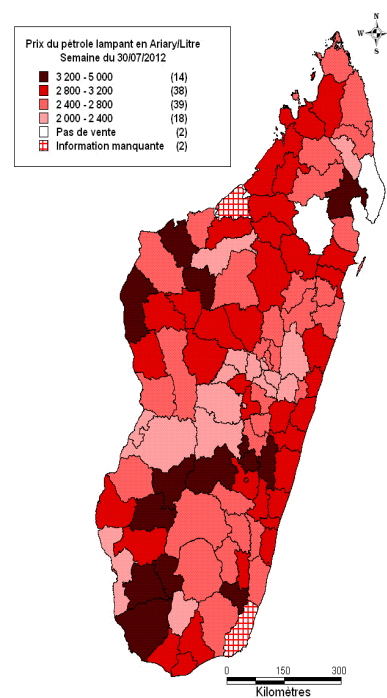 Prix du pètrole lampant en Ariary/Litre
Semaine du 30/07/2012
3 200 - 5 000 (14)
2 800 - 3 200 (38)
2 400 - 2 800 (39)
2 000 - 2 400 (18)
Pas de vente (2)
Information manquante (2)
N
W E
S
0 150 300
Kilomètres